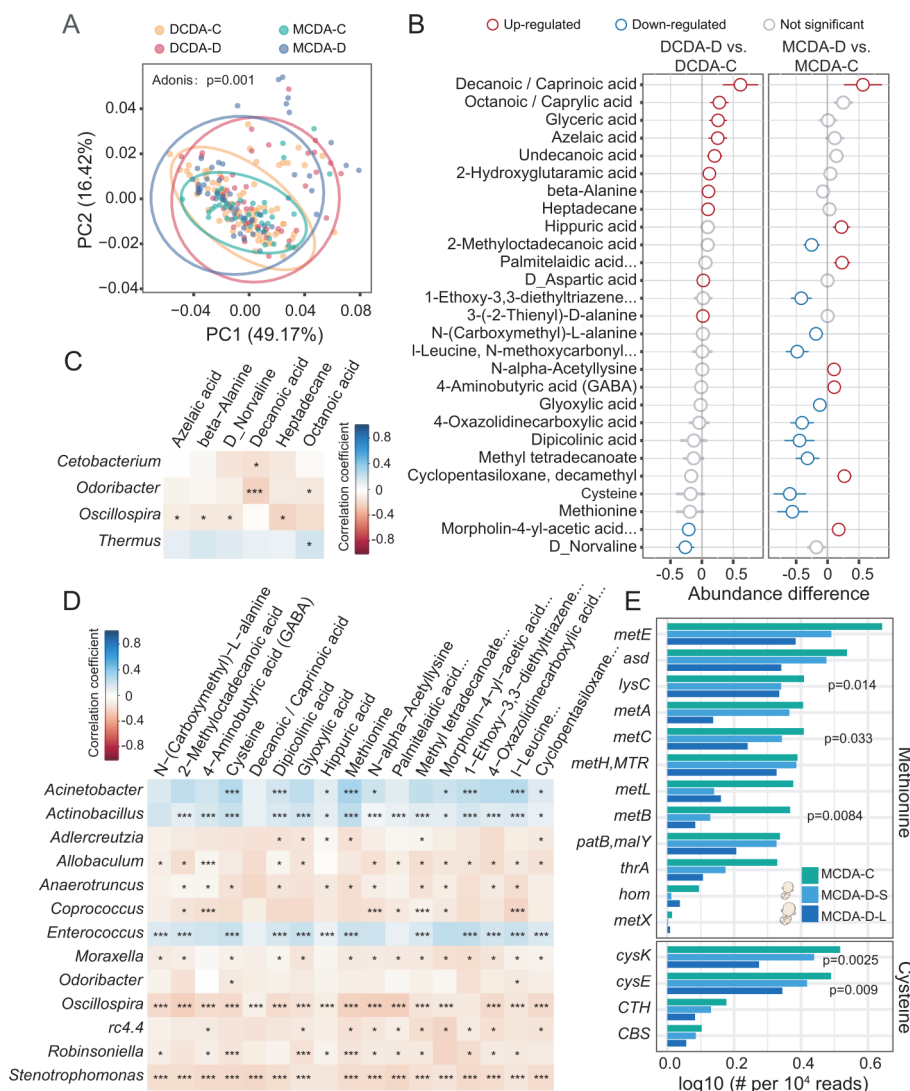 A
DCDA-C
MCDA-C
DCDA-D
MCDA-D
Adonis: p=0.001
PC2 (16.42%)
0.04
0.02
0.00
−0.02
−0.04
−0.04
0.00
0.04
0.08
PC1 (49.17%)
B
Up-regulated
Down-regulated
Not significant
DCDA-D vs.
DCDA-C
MCDA-D vs.
MCDA-C
Decanoic / Caprinoic acid
Octanoic / Caprylic acid
Glyceric acid
Azelaic acid
Undecanoic acid
2-Hydroxyglutaramic acid
beta-Alanine
Heptadecane
Hippuric acid
2-Methyloctadecanoic acid
Palmitelaidic acid...
D_Aspartic acid
1-Ethoxy-3,3-diethyltriazene...
3-(-2-Thienyl)-D-alanine
N-(Carboxymethyl)-L-alanine
l-Leucine, N-methoxycarbonyl...
N-alpha-Acetyllysine
4-Aminobutyric acid (GABA)
Glyoxylic acid
4-Oxazolidinecarboxylic acid
Dipicolinic acid
Methyl tetradecanoate
Cyclopentasiloxane, decamethyl
Cysteine
Methionine
Morpholin-4-yl-acetic acid...
D_Norvaline
-0.5 0 0.5
-0.5 0 0.5
Abundance difference
C
Azelaic acid
beta−Alanine
D_Norvaline
Decanoic acid
Heptadecane
Octanoic acid
Cetobacterium *
Odoribacter *** *
Oscillospira * * * *
Thermus *
0.8
0.4
0
-0.4
-0.8
Correlation coefficient
D
0.8
0.4
0
-0.4
-0.8
Correlation coefficient
N−(Carboxymethyl)−L−alanine
2−Methyloctadecanoic acid
4−Aminobutyric acid (GABA)
Cysteine
Decanoic / Caprinoic acid
Dipicolinic acid
Glyoxylic acid
Hippuric acid
Methionine
N−alpha−Acetyllysine
Palmitelaidic acid...
Methyl tetradecanoate...
Morpholin−4−yl−acetic acid...
1−Ethoxy−3,3−diethyltriazene...
4−Oxazolidinecarboxylic acid...
l−Leucine...
Cyclopentasiloxane...
Acinetobacter *** *** * *** * * *** *** *
Actinobacillus *** *** *** *** *** * *** *** *** *** * *** *** *** *
Adlercreutzia * * * * * *
Allobaculum * * *** * * * * * * * * *
Anaerotruncus * * * * * * * * * *
Coprococcus * *** *** * *** * ***
Enterococcus *** *** *** *** *** *** *** *** *** *** *** ***
Moraxella * * * * * * * * * * * * * *
Odoribacter * *
Oscillospira *** *** *** *** *** *** *** *** *** *** *** *** *** *** *** ***
rc4.4 * * * * * * * * *
Robinsoniella * * *** *** * *** * * * * *
Stenotrophomonas *** *** *** *** *** *** *** *** *** *** *** *** *** *** *** *** ***
E
metE
asd
lysC p=0.014
metA
metC p=0.033
metH,MTR
metL
metB p=0.0084
patB,malY
thrA
hom
metX
MCDA-C
MCDA-D-S
MCDA-D-L
Methionine
cysK p=0.0025
cysE p=0.009
CTH
CBS
Cysteine
0.0 0.2 0.4 0.6
log10 (# per 10⁴ reads)